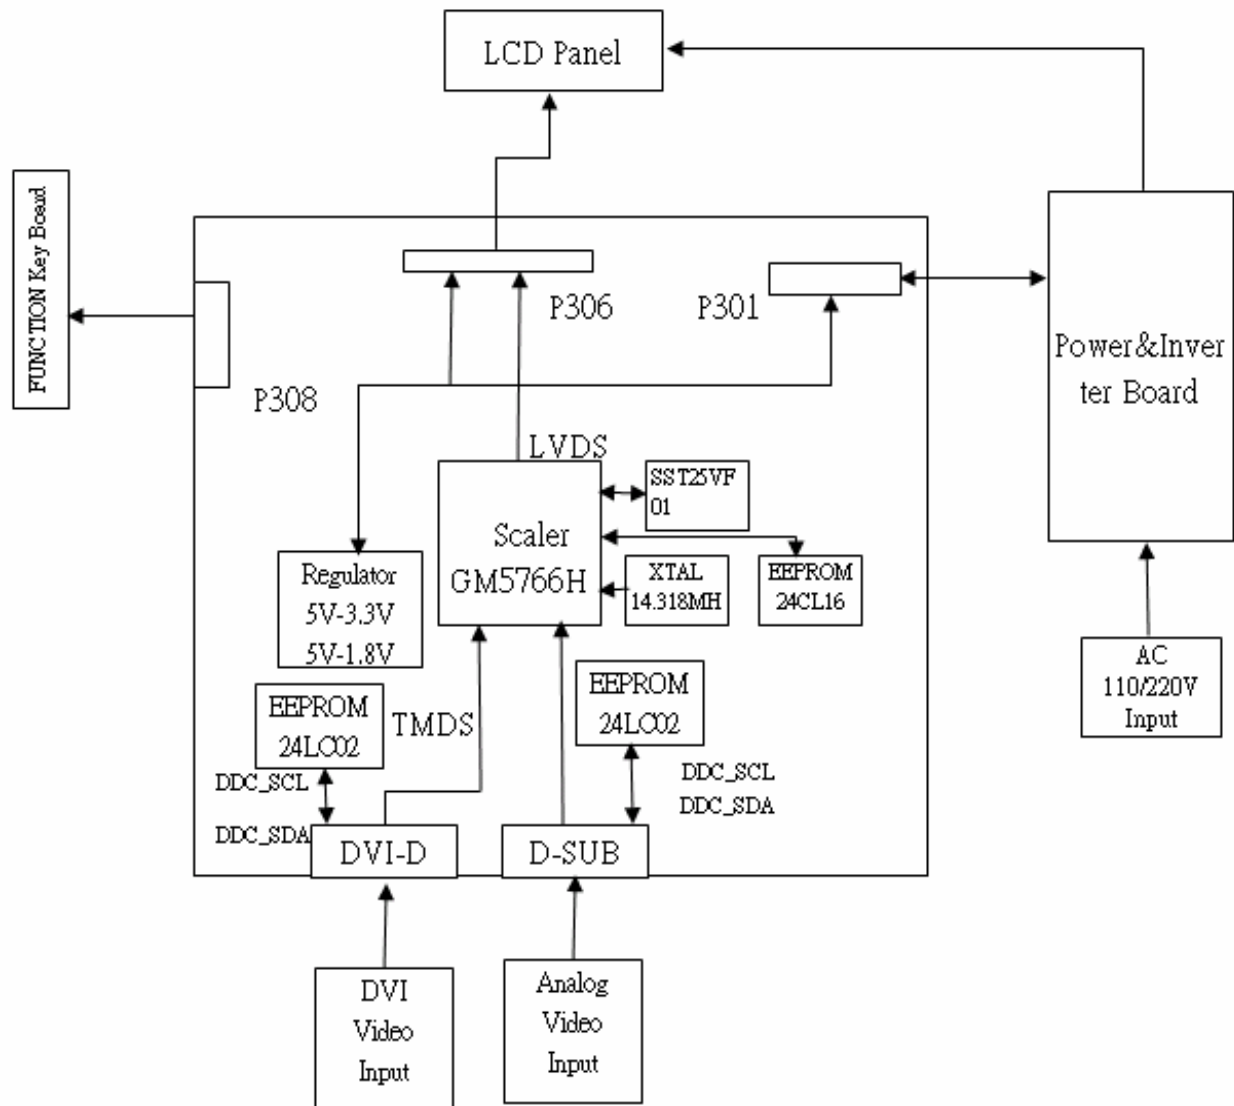 LCD Panel
FUNCTION Key Board
P306
P301
Power&Inver
ter Board
P308
LVDS
SST25VF
01
Scaler
GM5766H
Regulator
5V-3.3V
5V-1.8V
XTAL
14.318MH
EEPROM
24CL16
AC
110/220V
Input
EEPROM
24LC02
TMDS
EEPROM
24LC02
DDC_SCL
DDC_SDA
DDC_SCL
DDC_SDA
DVI-D
D-SUB
DVI
Video
Input
Analog
Video
Input